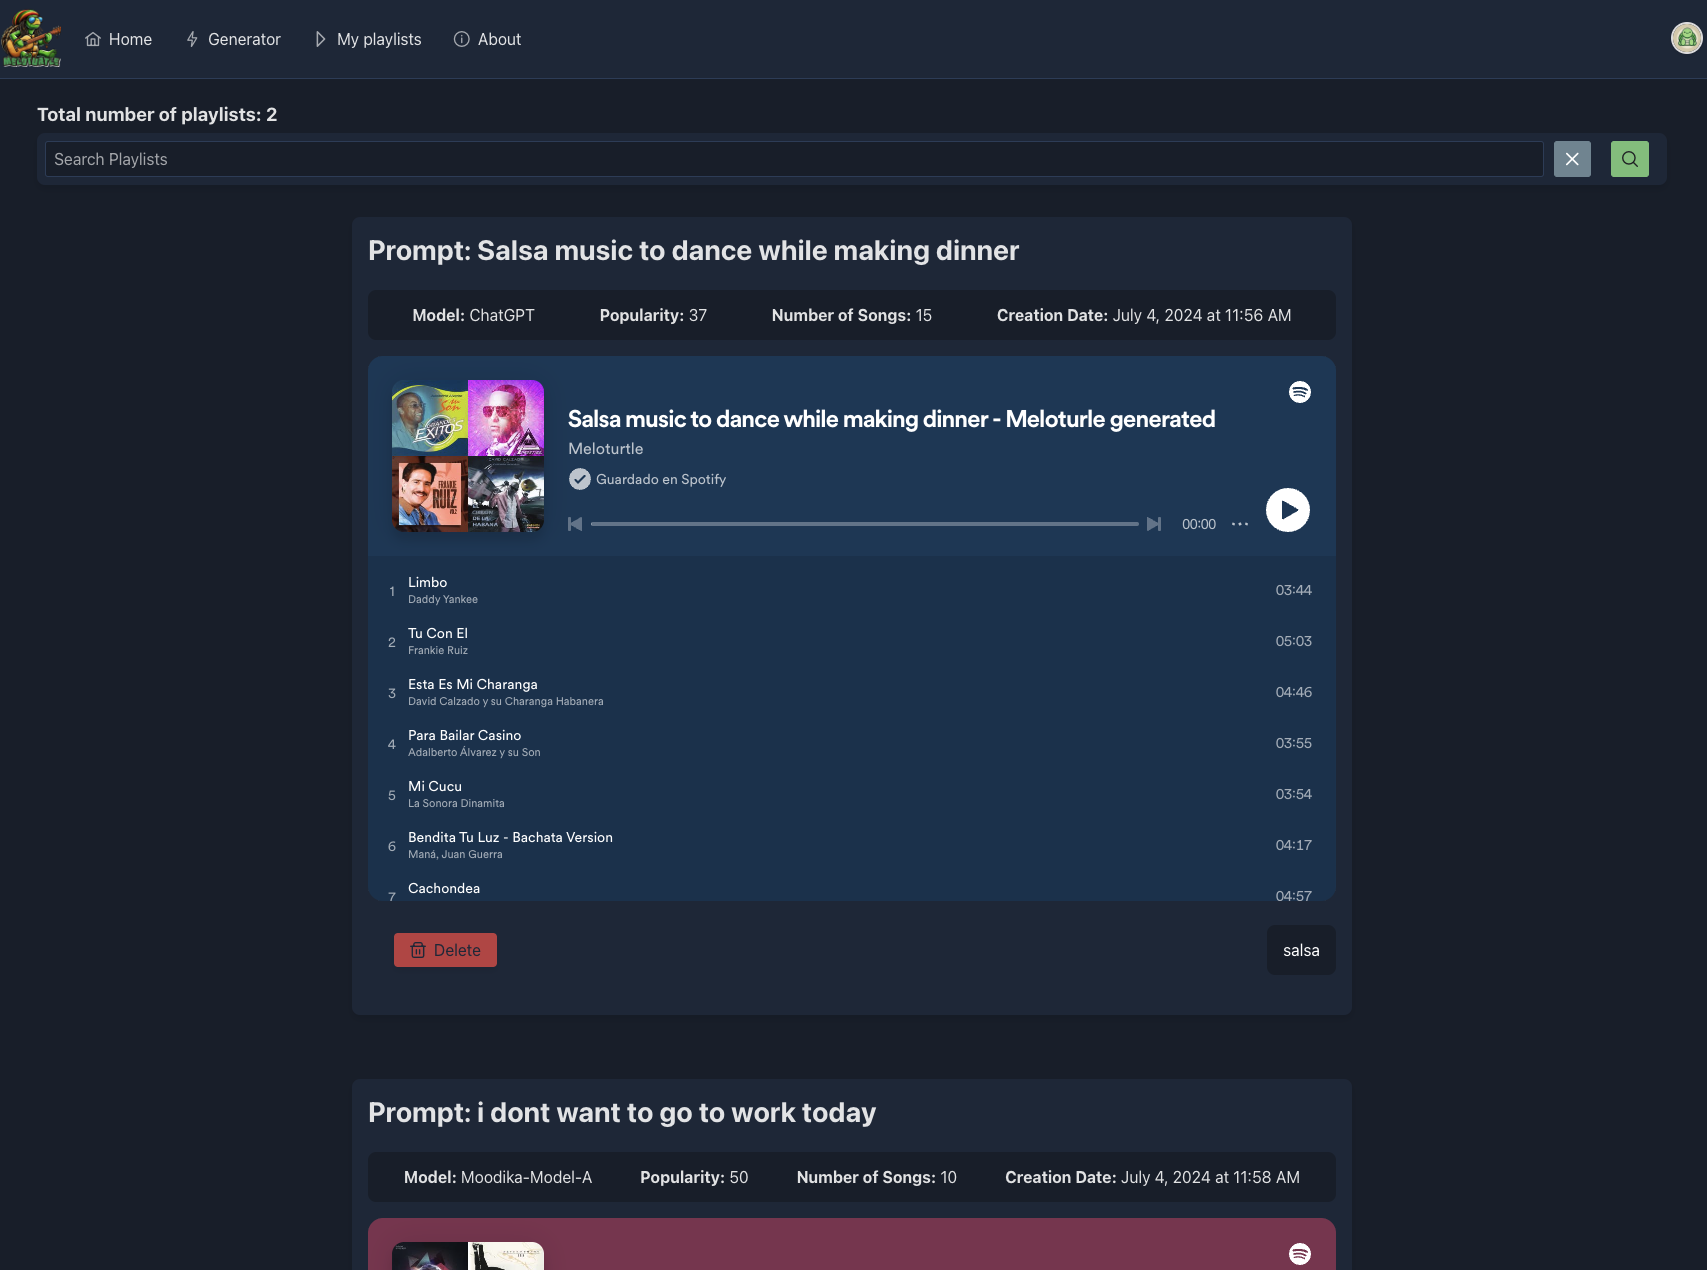 MELOTURTLE
Home
Generator
My playlists
About
Total number of playlists: 2
Search Playlists
Prompt: Salsa music to dance while making dinner
Model: ChatGPT
Popularity: 37
Number of Songs: 15
Creation Date: July 4, 2024 at 11:56 AM
EXITOS
FRANKIE
RUIZ
Salsa music to dance while making dinner - Meloturle generated
Meloturtle
Guardado en Spotify
00:00
1
Limbo
Daddy Yankee
03:44
2
Tu Con El
Frankie Ruiz
05:03
3
Esta Es Mi Charanga
David Calzado y su Charanga Habanera
04:46
4
Para Bailar Casino
Adalberto Álvarez y su Son
03:55
5
Mi Cucu
La Sonora Dinamita
03:54
6
Bendita Tu Luz - Bachata Version
Maná, Juan Guerra
04:17
7
Cachondea
04:57
Delete
salsa
Prompt: i dont want to go to work today
Model: Moodika-Model-A
Popularity: 50
Number of Songs: 10
Creation Date: July 4, 2024 at 11:58 AM